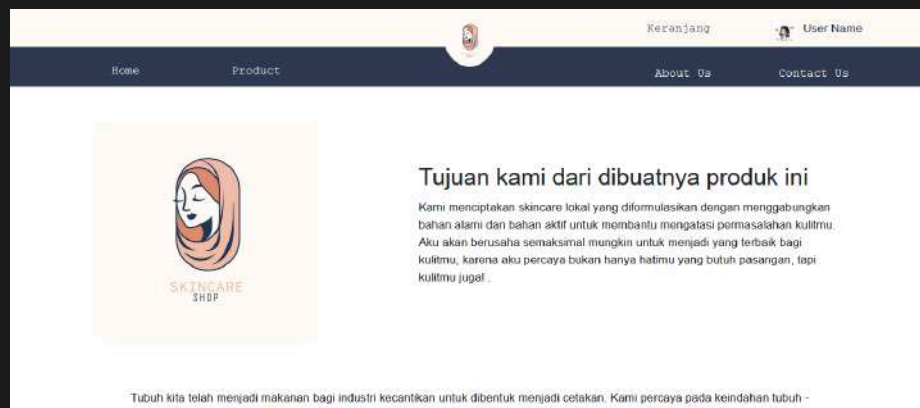 Keranjang
User Name
Home
Product
About Us
Contact Us
SKINCARE
SHOP
Tujuan kami dari dibuatnya produk ini
Kami menciptakan skincare lokal yang diformulasikan dengan menggabungkan
bahan alami dan bahan aktif untuk membantu mengatasi permasalahan kulitmu.
Aku akan berusaha semaksimal mungkin untuk menjadi yang terbaik bagi
kulitmu, karena aku percaya bukan hanya hatimu yang butuh pasangan, tapi
kulitmu juga! .
Tubuh kita telah menjadi makanan bagi industri kecantikan untuk dibentuk menjadi cetakan. Kami percaya pada keindahan tubuh -